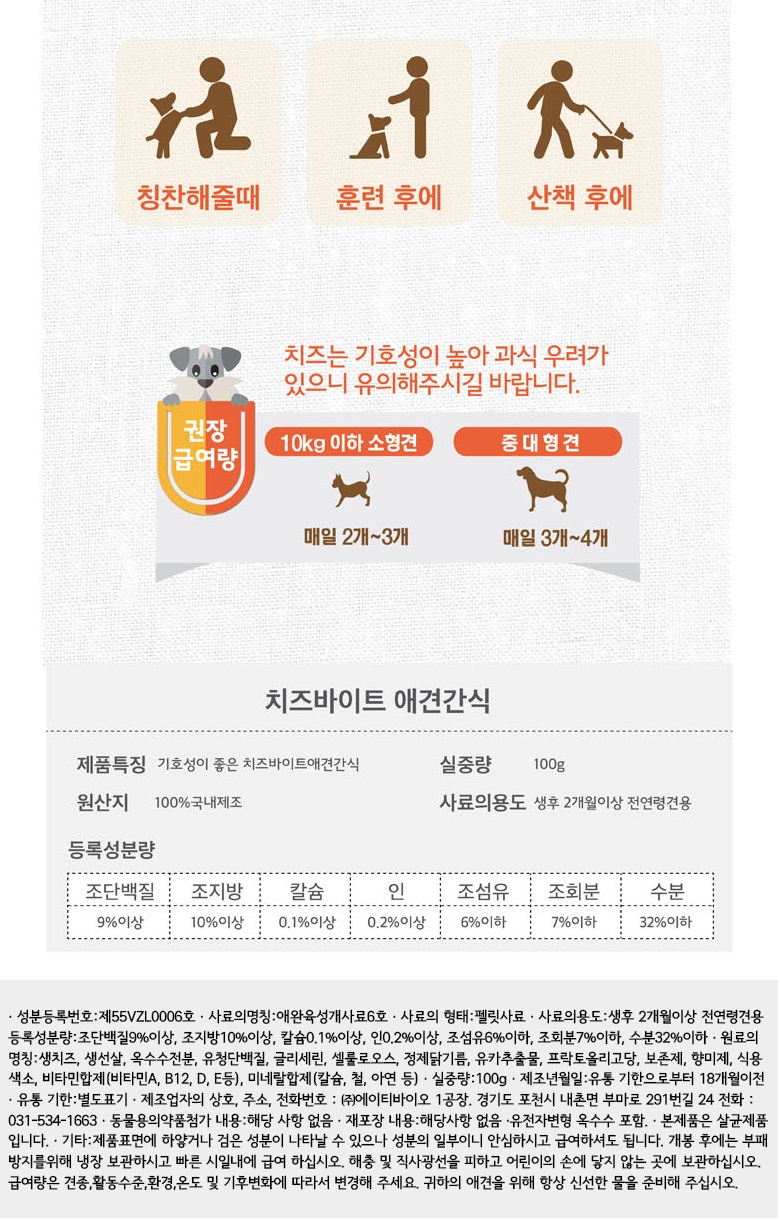 칭찬해줄때
훈련 후에
산책 후에
치즈는 기호성이 높아 과식 우려가
있으니 유의해주시길 바랍니다.
권장
급여량
10kg 이하 소형견
중 대 형 견
매일 2개~3개
매일 3개~4개
치즈바이트 애견간식
제품특징 기호성이 좋은 치즈바이트애견간식
실중량 100g
원산지 100%국내제조
사료의용도 생후 2개월이상 전연령견용
등록성분량
조단백질 조지방 칼슘 인 조섬유 조회분 수분
9%이상 10%이상 0.1%이상 0.2%이상 6%이하 7%이하 32%이하
· 성분등록번호:제55VZL0006호 · 사료의명칭:애완육성개사료6호 · 사료의 형태:펠릿사료 · 사료의용도:생후 2개월이상 전연령견용
등록성분량:조단백질9%이상, 조지방10%이상, 칼슘0.1%이상, 인0.2%이상, 조섬유6%이하, 조회분7%이하, 수분32%이하 · 원료의
명칭:생치즈, 생선살, 옥수수전분, 유청단백질, 글리세린, 셀룰로오스, 정제닭기름, 유카추출물, 프락토올리고당, 보존제, 향미제, 식용
색소, 비타민합제(비타민A, B12, D, E등), 미네랄합제(칼슘, 철, 아연 등) · 실중량:100g · 제조년월일:유통 기한으로부터 18개월이전
· 유통 기한:별도표기 · 제조업자의 상호, 주소, 전화번호 : ㈜에이티바이오 1공장. 경기도 포천시 내촌면 부마로 291번길 24 전화 :
031-534-1663 · 동물용의약품첨가 내용:해당 사항 없음 · 재포장 내용:해당사항 없음 ·유전자변형 옥수수 포함. · 본제품은 살균제품
입니다. · 기타:제품표면에 하얗거나 검은 성분이 나타날 수 있으나 성분의 일부이니 안심하시고 급여하셔도 됩니다. 개봉 후에는 부패
방지를위해 냉장 보관하시고 빠른 시일내에 급여 하십시오. 해충 및 직사광선을 피하고 어린이의 손에 닿지 않는 곳에 보관하십시오.
급여량은 견종,활동수준,환경,온도 및 기후변화에 따라서 변경해 주세요. 귀하의 애견을 위해 항상 신선한 물을 준비해 주십시오.